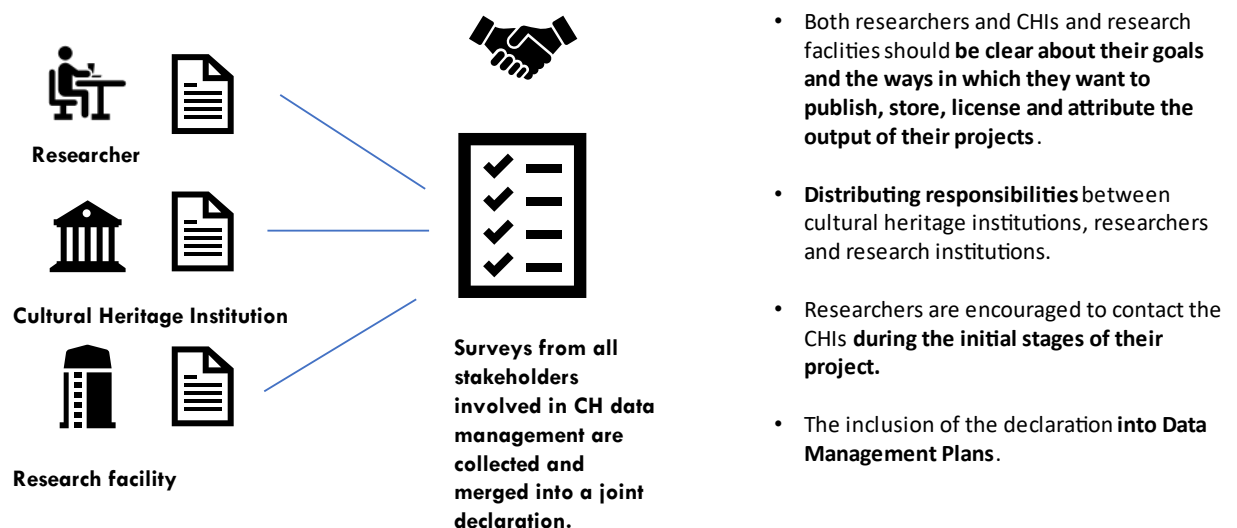 Researcher
Cultural Heritage Institution
Research facility
Surveys from all
stakeholders
involved in CH data
management are
collected and
merged into a joint
declaration.
• Both researchers and CHIs and research
faclities should be clear about their goals
and the ways in which they want to
publish, store, license and attribute the
output of their projects.
• Distributing responsibilities between
cultural heritage institutions, researchers
and research institutions.
• Researchers are encouraged to contact the
CHIs during the initial stages of their
project.
• The inclusion of the declaration into Data
Management Plans.